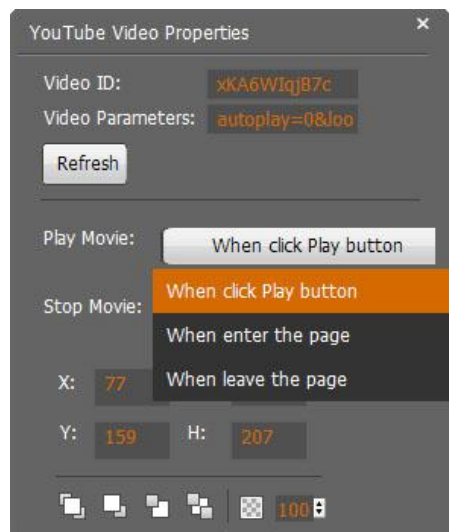 YouTube Video Properties
Video ID: xKA6WIqjB7c
Video Parameters: autoplay=0&loo
Refresh
Play Movie: When click Play button
When click Play button
Stop Movie:
When enter the page
X: 77
When leave the page
Y: 159 H: 207
100